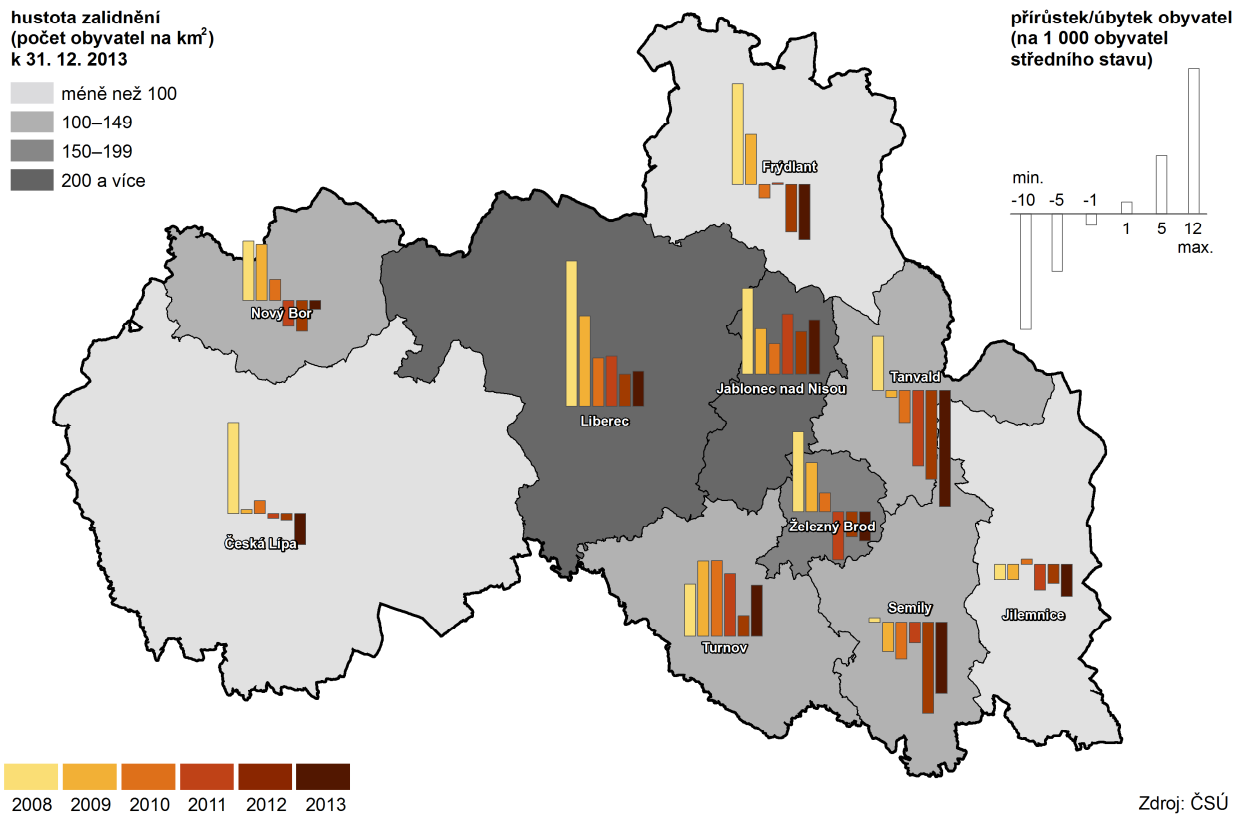 hustota zalidnění
(počet obyvatel na km²)
k 31. 12. 2013
méně než 100
100–149
150–199
200 a více
přírůstek/úbytek obyvatel
(na 1 000 obyvatel
středního stavu)
min.
-10 -5 -1
1 5 12
max.
Frýdlant
Nový Bor
Tanvald
Jablonec nad Nisou
Liberec
Železný Brod
Česká Lípa
Semily
Jilemnice
Turnov
2008 2009 2010 2011 2012 2013
Zdroj: ČSÚ